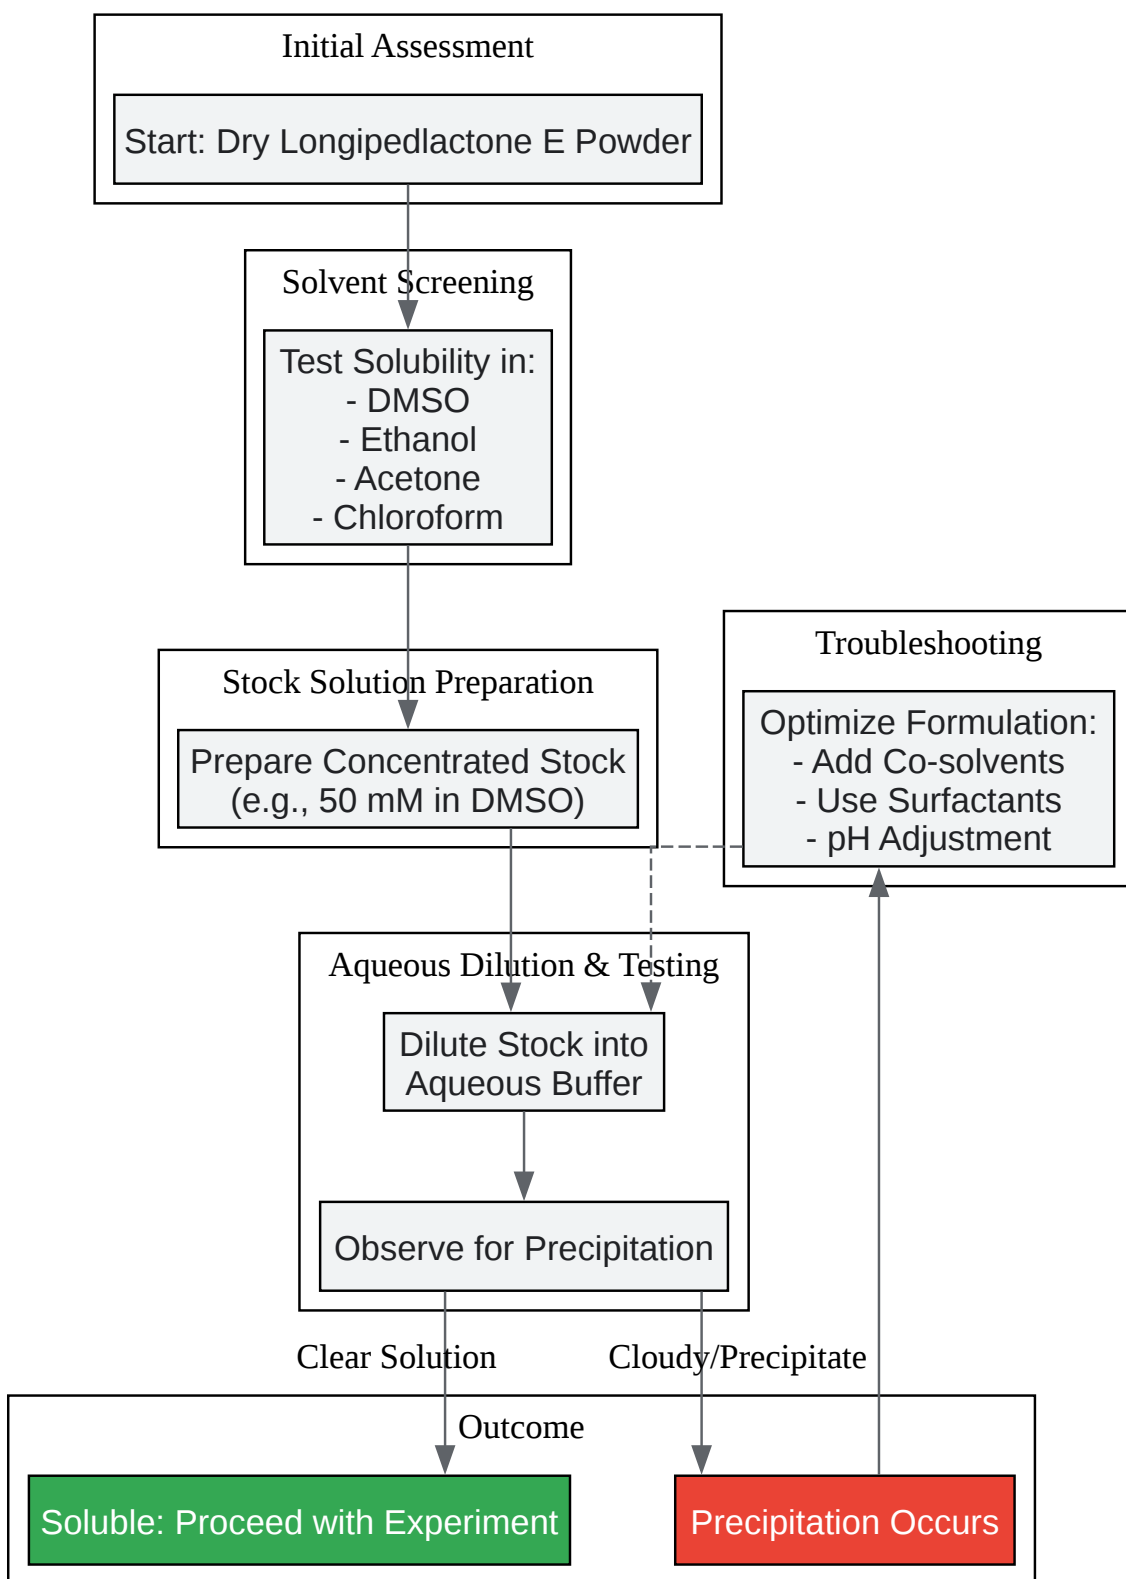 Initial Assessment
Start: Dry Longipedlactone E Powder
Solvent Screening
Test Solubility in:
- DMSO
- Ethanol
- Acetone
- Chloroform
Stock Solution Preparation
Prepare Concentrated Stock
(e.g., 50 mM in DMSO)
Troubleshooting
Optimize Formulation:
- Add Co-solvents
- Use Surfactants
- pH Adjustment
Aqueous Dilution & Testing
Dilute Stock into
Aqueous Buffer
Observe for Precipitation
Clear Solution
Cloudy/Precipitate
Outcome
Soluble: Proceed with Experiment
Precipitation Occurs